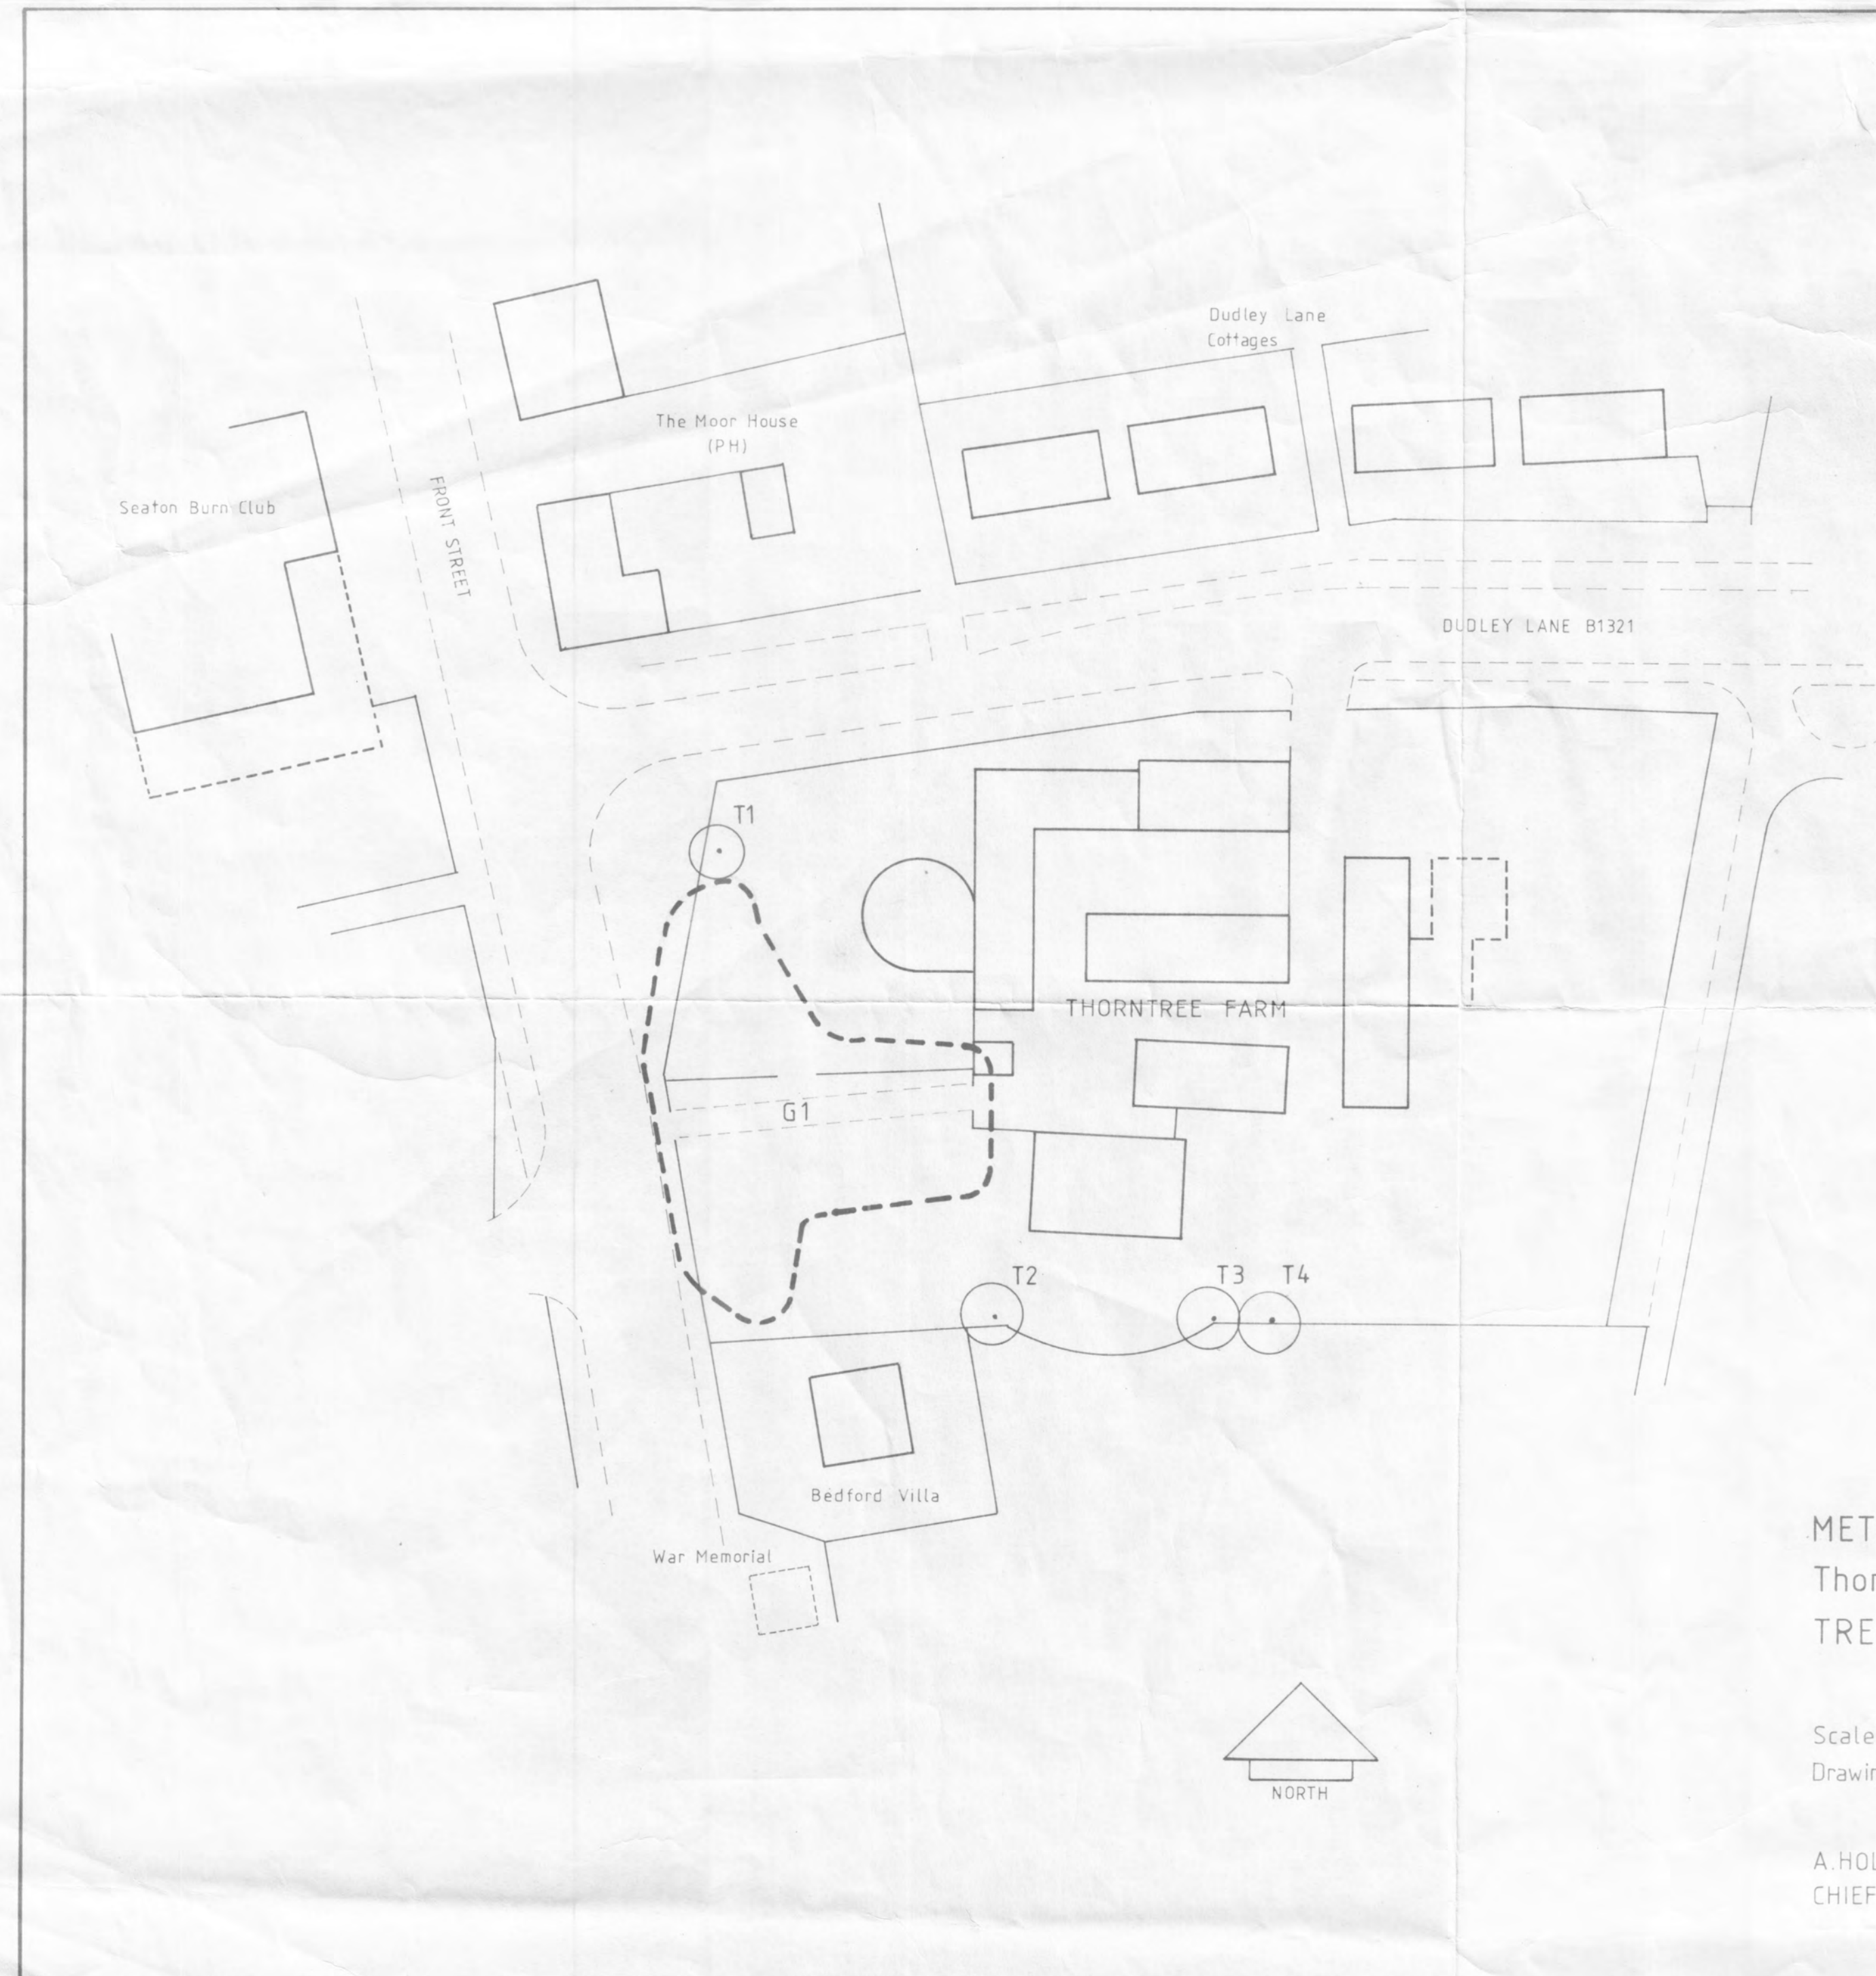 Dudley Lane
Cottages
The Moor House
(PH)
Seaton Burn Club
FRONT STREET
DUDLEY LANE B1321
T1
THORNTREE FARM
G1
T2
T3
T4
Bedford Villa
War Memorial
MET
Thor
TRE
Scale
Drawin
NORTH
A.HOL
CHIEF